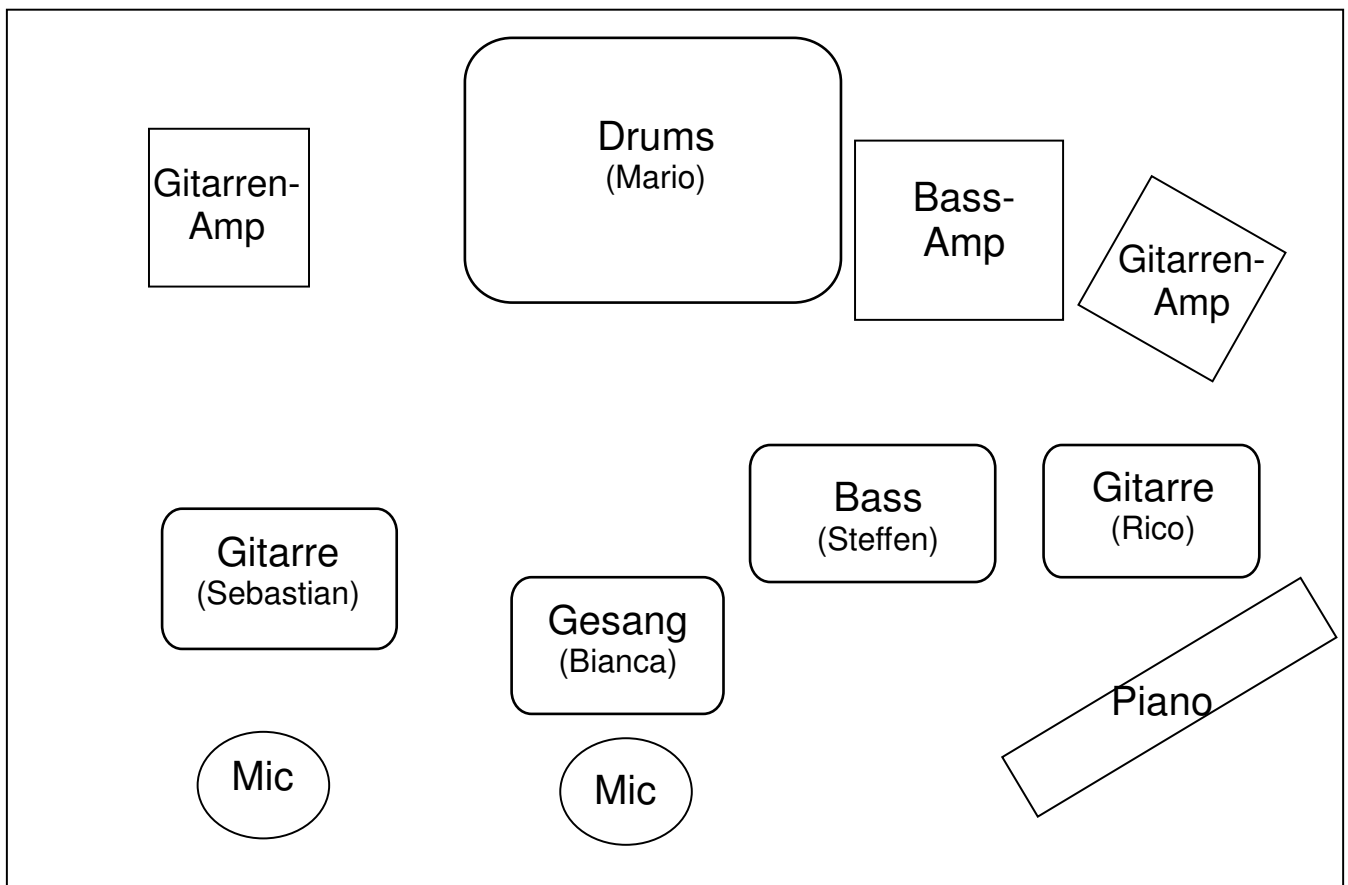 Drums
(Mario)
Gitarren-
Amp
Bass-
Amp
Gitarren-
Amp
Bass
(Steffen)
Gitarre
(Rico)
Gitarre
(Sebastian)
Gesang
(Bianca)
Piano
Mic
Mic